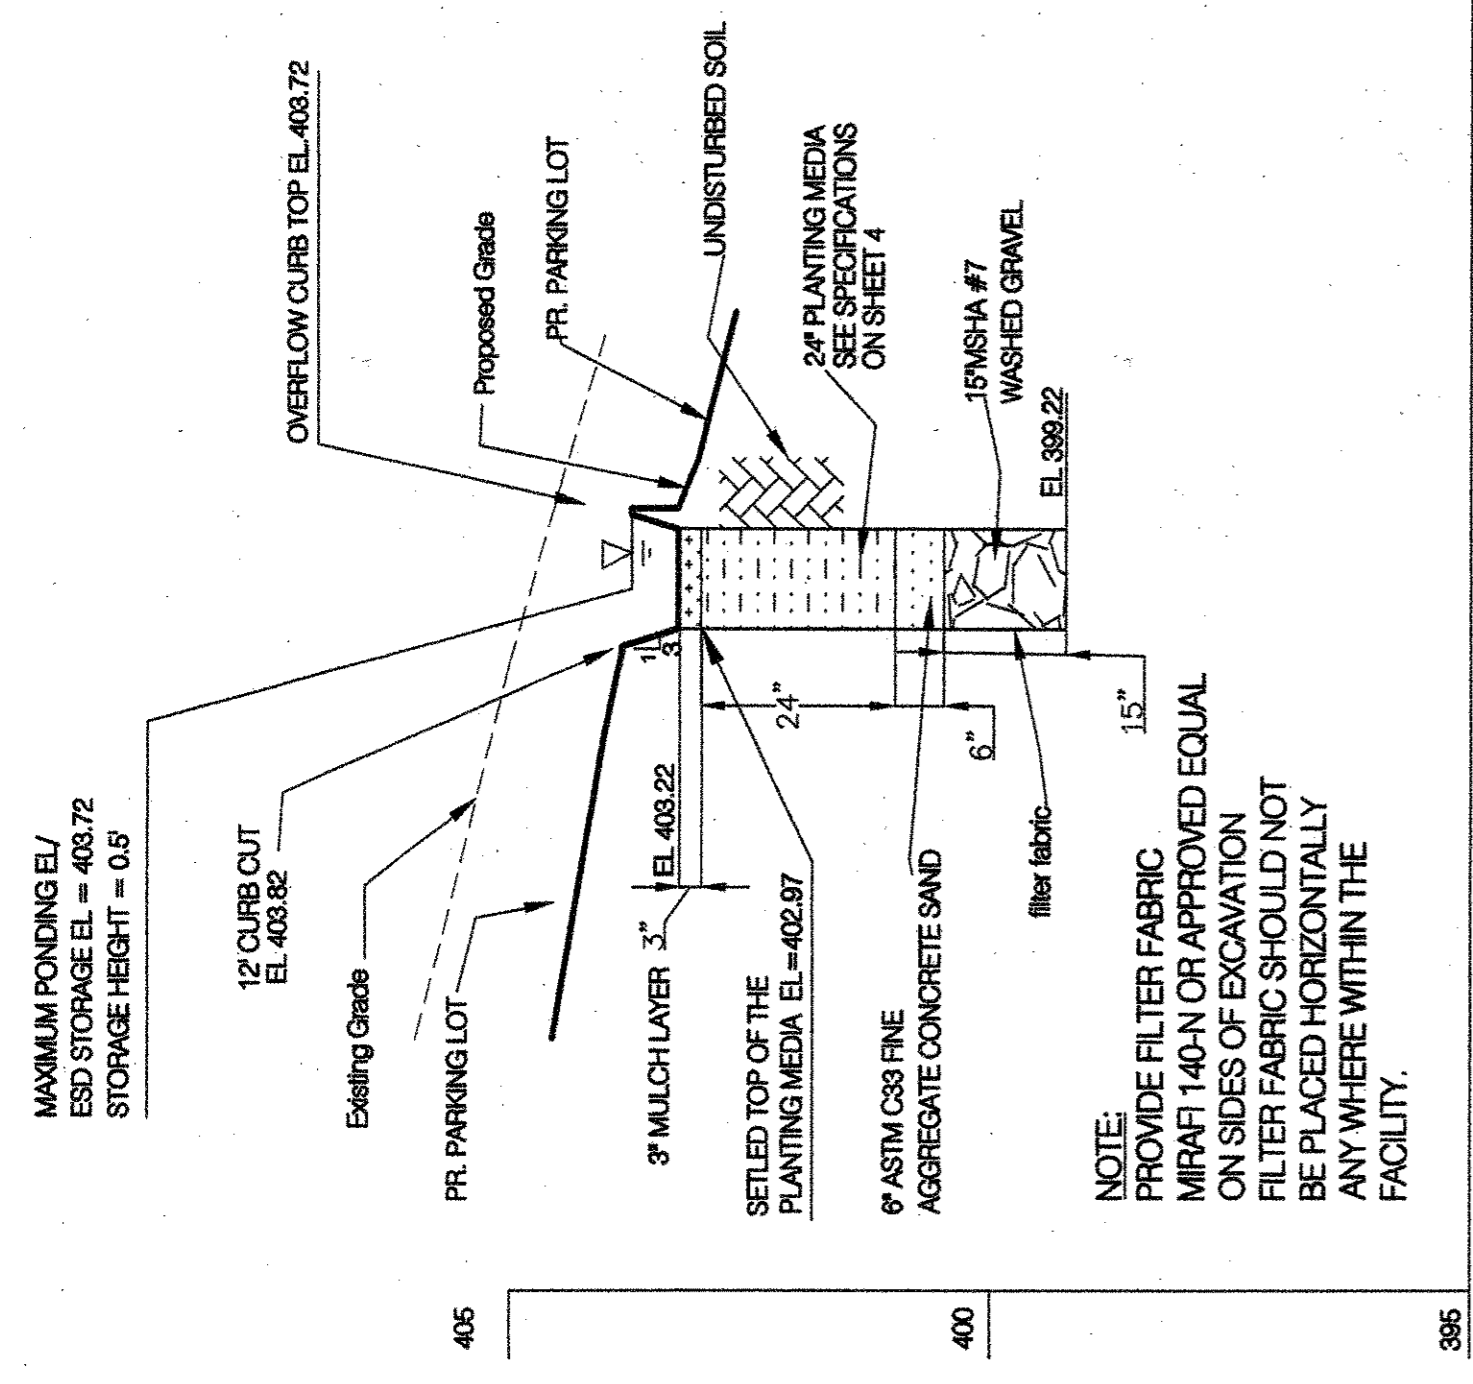 MAXIMUM PONDING EL/
ESD STORAGE EL = 403.72
STORAGE HEIGHT = 0.5'
OVERFLOW CURB TOP EL.403.72
12' CURB CUT
EL 403.82
Existing Grade
Proposed Grade
PR. PARKING LOT
PR. PARKING LOT
UNDISTURBED SOIL
1
3
EL 403.22
3" MULCH LAYER
3"
24"
SETLED TOP OF THE
PLANTING MEDIA EL=402.97
24" PLANTING MEDIA
SEE SPECIFICATIONS
ON SHEET 4
6" ASTM C33 FINE
AGGREGATE CONCRETE SAND
6"
15"MSHA #7
WASHED GRAVEL
EL 399.22
filter fabric
15"
NOTE:
PROVIDE FILTER FABRIC
MIRAFI 140-N OR APPROVED EQUAL
ON SIDES OF EXCAVATION
FILTER FABRIC SHOULD NOT
BE PLACED HORIZONTALLY
ANY WHERE WITHIN THE
FACILITY.
405
400
395